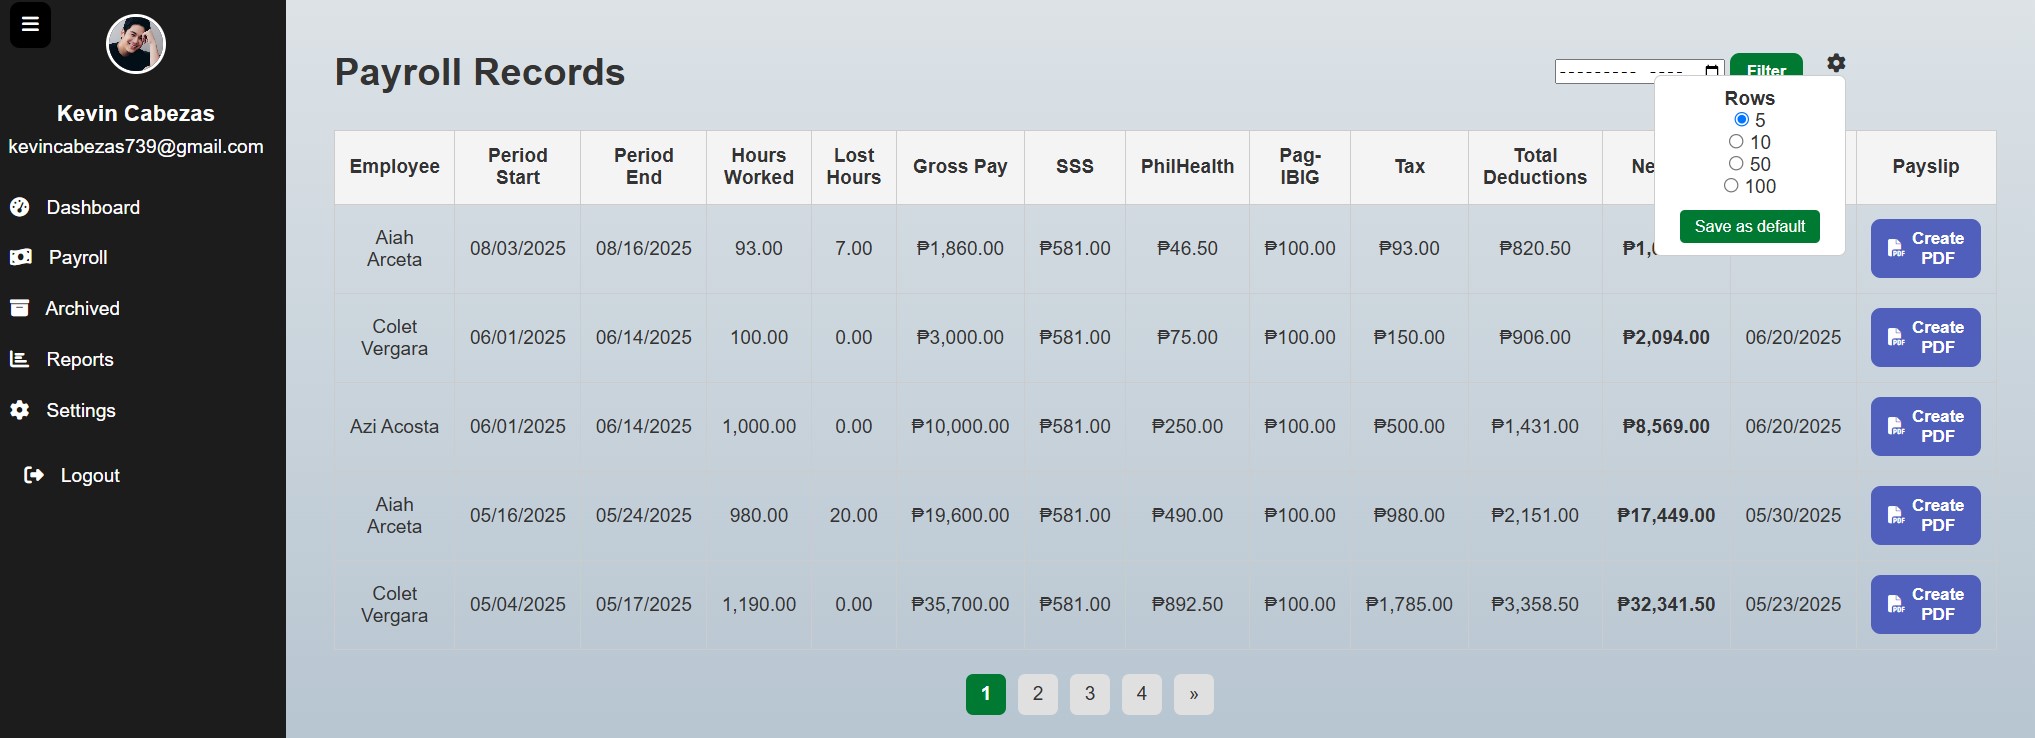 Kevin Cabezas
kevincabezas739@gmail.com
Dashboard
Payroll
Archived
Reports
Settings
Logout
Payroll Records
--------- ---- Filter
Rows
5
10
50
100
Save as default
Employee Period Start Period End Hours Worked Lost Hours Gross Pay SSS PhilHealth Pag-IBIG Tax Total Deductions Ne Payslip
Aiah Arceta 08/03/2025 08/16/2025 93.00 7.00 ₱1,860.00 ₱581.00 ₱46.50 ₱100.00 ₱93.00 ₱820.50 Create PDF
Colet Vergara 06/01/2025 06/14/2025 100.00 0.00 ₱3,000.00 ₱581.00 ₱75.00 ₱100.00 ₱150.00 ₱906.00 ₱2,094.00 06/20/2025 Create PDF
Azi Acosta 06/01/2025 06/14/2025 1,000.00 0.00 ₱10,000.00 ₱581.00 ₱250.00 ₱100.00 ₱500.00 ₱1,431.00 ₱8,569.00 06/20/2025 Create PDF
Aiah Arceta 05/16/2025 05/24/2025 980.00 20.00 ₱19,600.00 ₱581.00 ₱490.00 ₱100.00 ₱980.00 ₱2,151.00 ₱17,449.00 05/30/2025 Create PDF
Colet Vergara 05/04/2025 05/17/2025 1,190.00 0.00 ₱35,700.00 ₱581.00 ₱892.50 ₱100.00 ₱1,785.00 ₱3,358.50 ₱32,341.50 05/23/2025 Create PDF
1 2 3 4 »